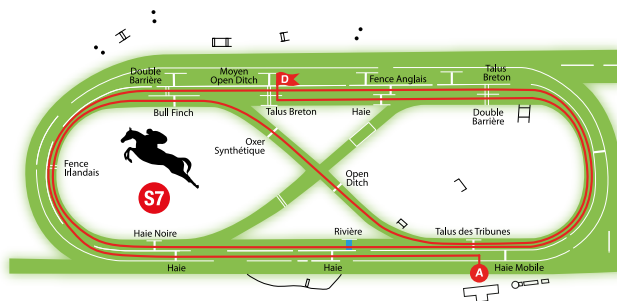 Double
Barrière
Moyen
Open Ditch
D
Fence Anglais
Talus
Breton
Bull Finch
Talus Breton
Haie
Double
Barrière
Oxer
Synthétique
Fence
Irlandais
Open
Ditch
S7
Haie Noire
Rivière
Talus des Tribunes
Haie
Haie
A
Haie Mobile